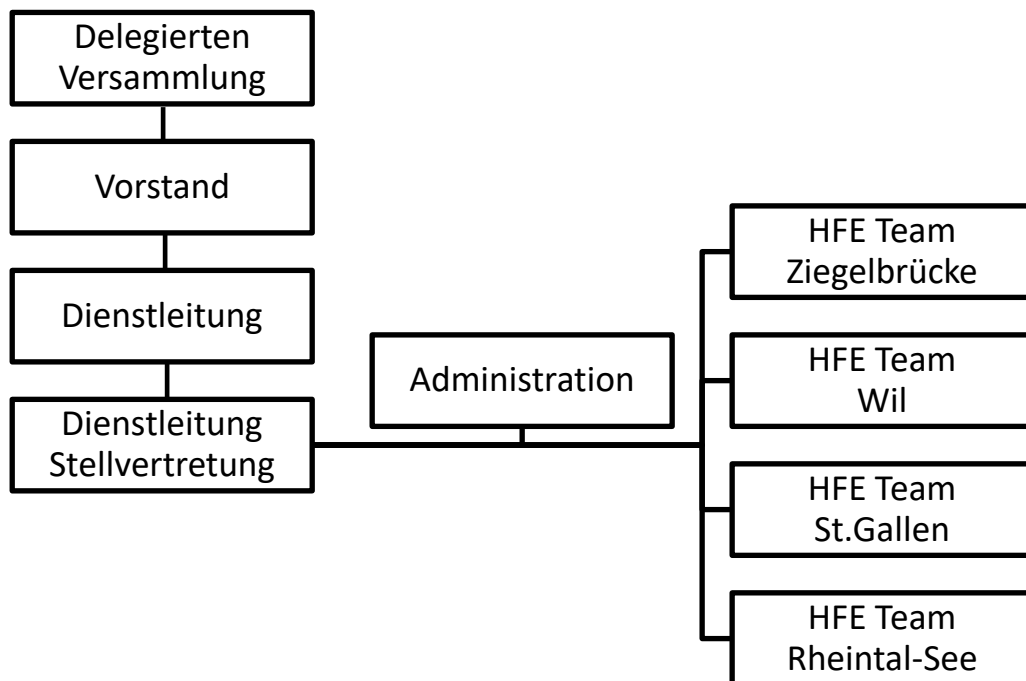 Delegierten
Versammlung
Vorstand
Dienstleitung
Dienstleitung
Stellvertretung
Administration
HFE Team
Ziegelbrücke
HFE Team
Wil
HFE Team
St.Gallen
HFE Team
Rheintal-See